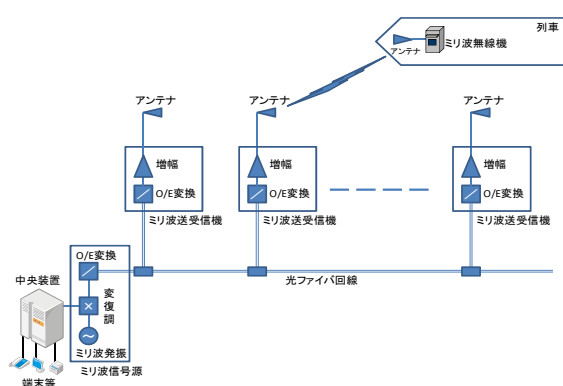 列車
アンテナ
ミリ波無線機
アンテナ
アンテナ
アンテナ
増幅
O/E変換
ミリ波送受信機
増幅
O/E変換
ミリ波送受信機
増幅
O/E変換
ミリ波送受信機
O/E変換
光ファイバ回線
中央装置
変復調
ミリ波発振
ミリ波信号源
端末等